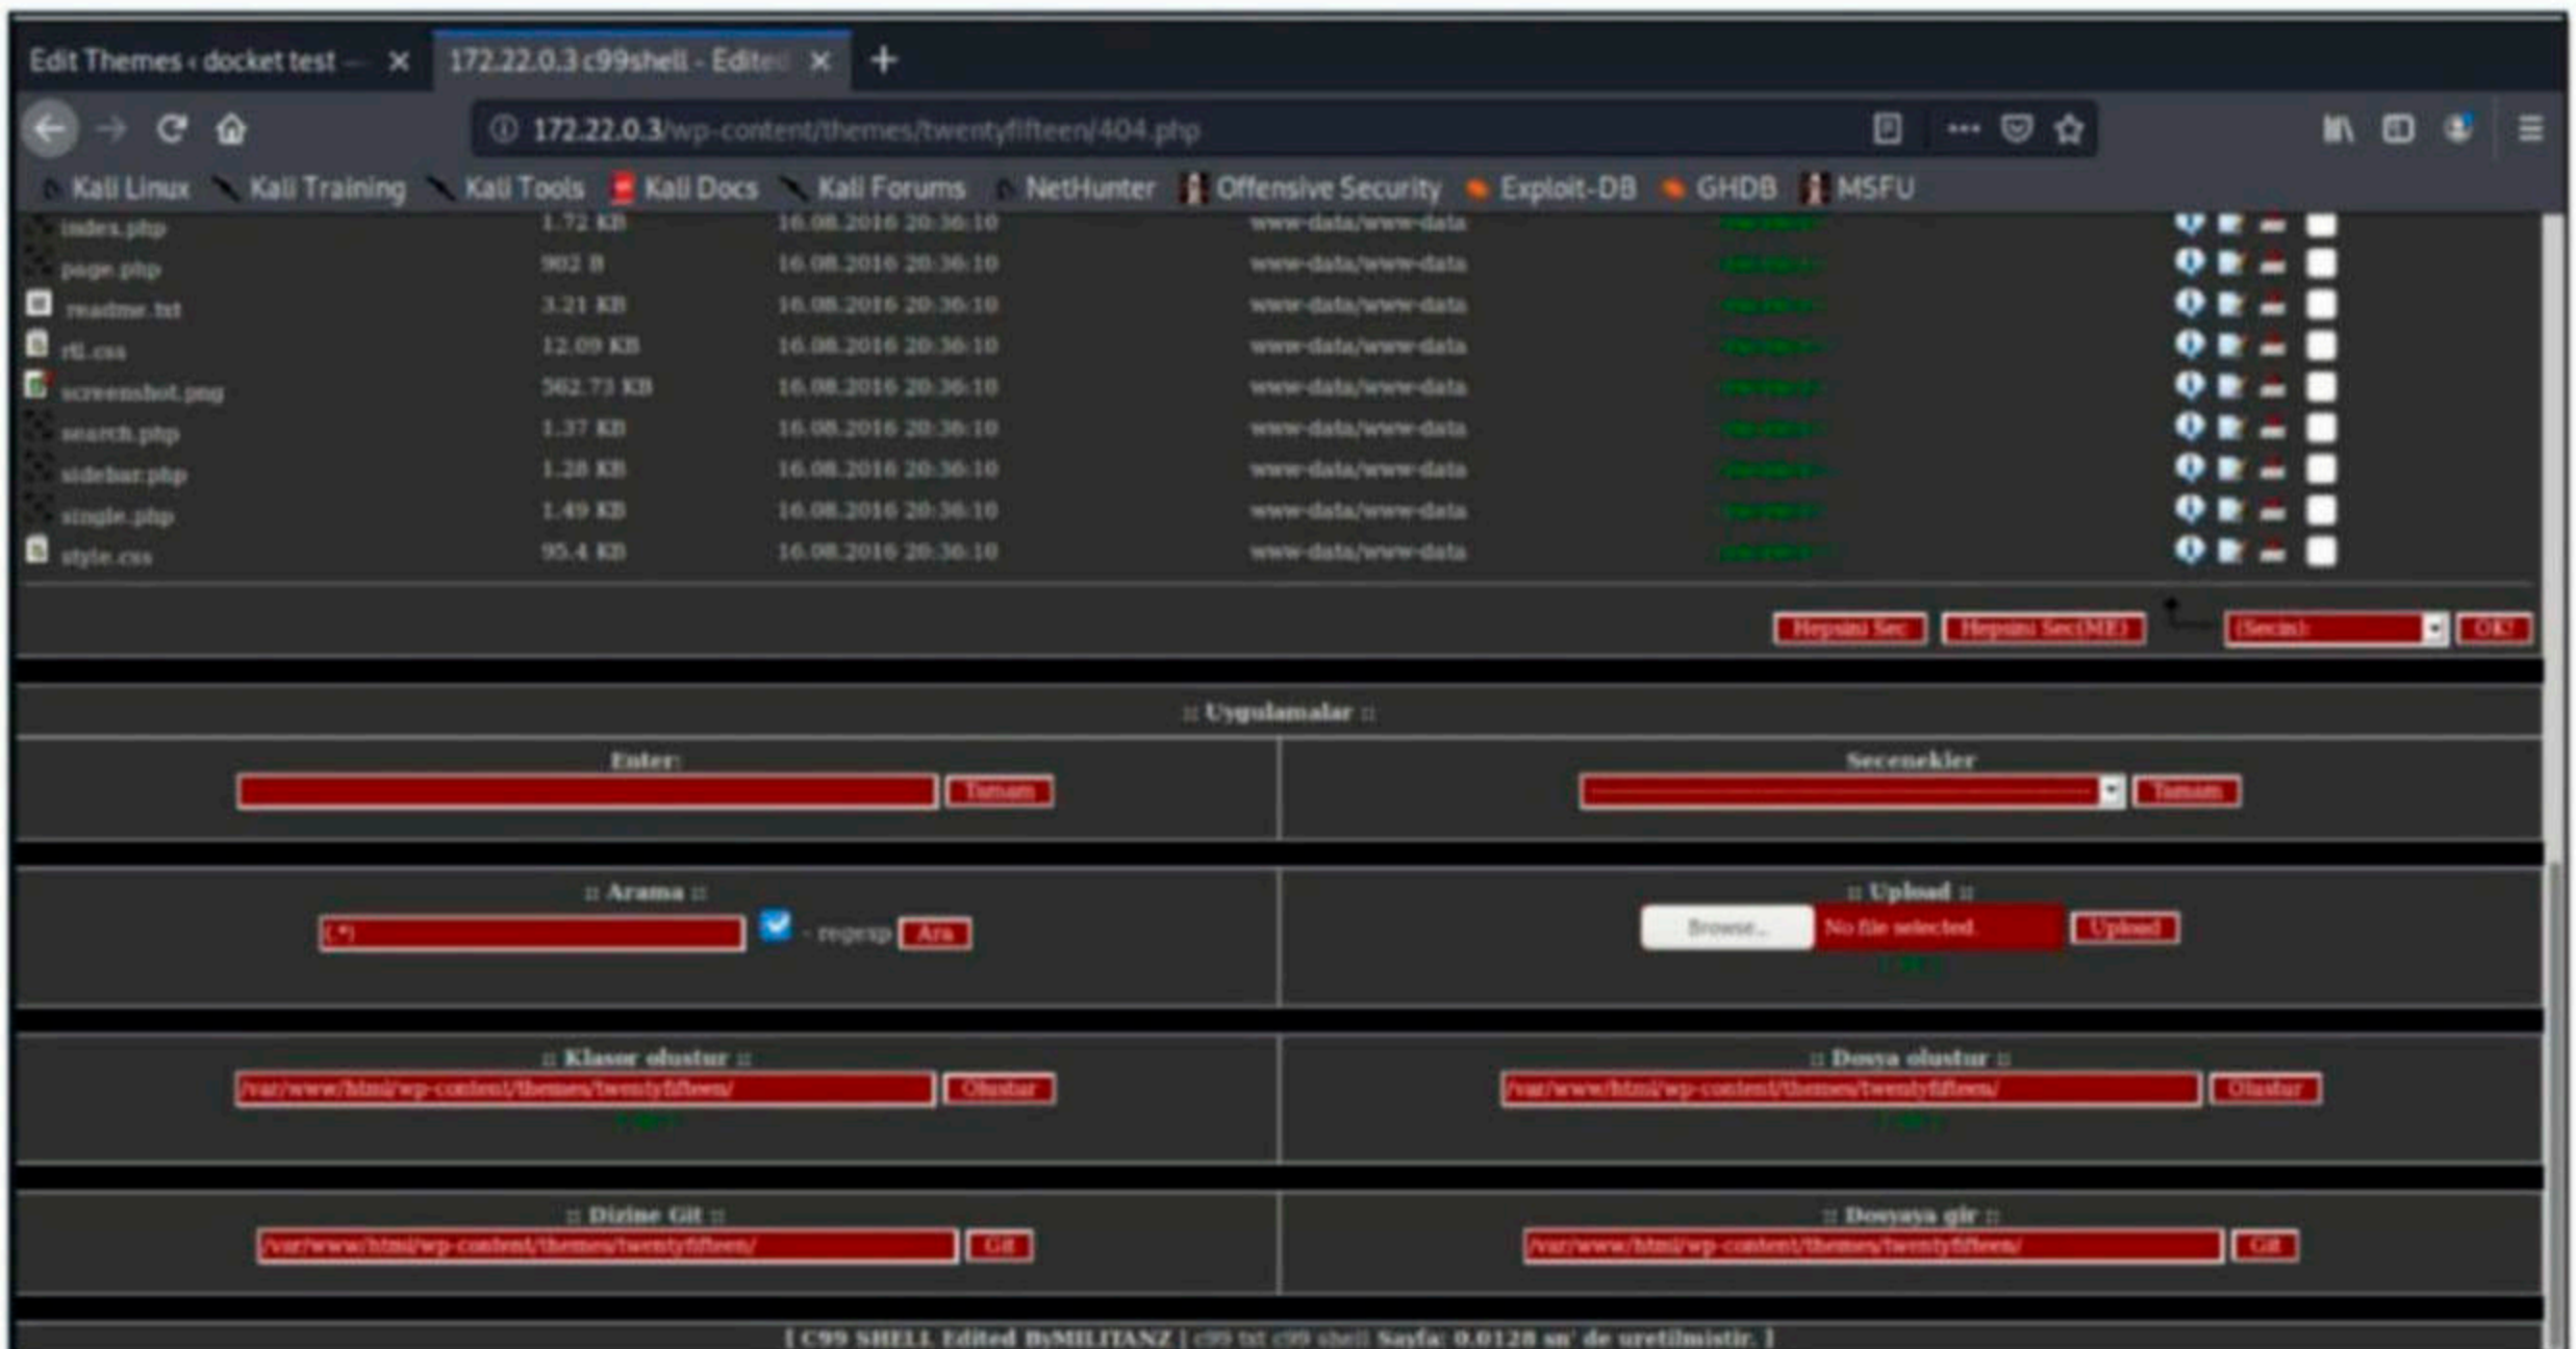 Edit Themes ‹ docket test — 172.22.0.3 c99shell - Edited
172.22.0.3/wp-content/themes/twentyfifteen/404.php
Kali Linux Kali Training Kali Tools Kali Docs Kali Forums NetHunter Offensive Security Exploit-DB GHDB MSFU
index.php 1.72 KB 16.08.2016 20:36:10 www-data/www-data
page.php 902 B 16.08.2016 20:36:10 www-data/www-data
readme.txt 3.21 KB 16.08.2016 20:36:10 www-data/www-data
rtl.css 12.09 KB 16.08.2016 20:36:10 www-data/www-data
screenshot.png 562.73 KB 16.08.2016 20:36:10 www-data/www-data
search.php 1.37 KB 16.08.2016 20:36:10 www-data/www-data
sidebar.php 1.28 KB 16.08.2016 20:36:10 www-data/www-data
single.php 1.49 KB 16.08.2016 20:36:10 www-data/www-data
style.css 95.4 KB 16.08.2016 20:36:10 www-data/www-data
Hepsini Sec Hepsini Sec(ME) (Secin): OK!
:: Uygulamalar ::
Enter: Secenekler
Tamam Tamam
:: Arama :: :: Upload ::
(.*) - regexp Ara Browse... No file selected. Upload
:: Klasor olustur :: :: Dosya olustur ::
/var/www/html/wp-content/themes/twentyfifteen/ Olustur /var/www/html/wp-content/themes/twentyfifteen/ Olustur
:: Dizine Git :: :: Dosyaya gir ::
/var/www/html/wp-content/themes/twentyfifteen/ Git /var/www/html/wp-content/themes/twentyfifteen/ Git
[ C99 SHELL Edited ByMILITANZ | c99 txt c99 shell Sayfa: 0.0128 sn' de uretilmistir. ]